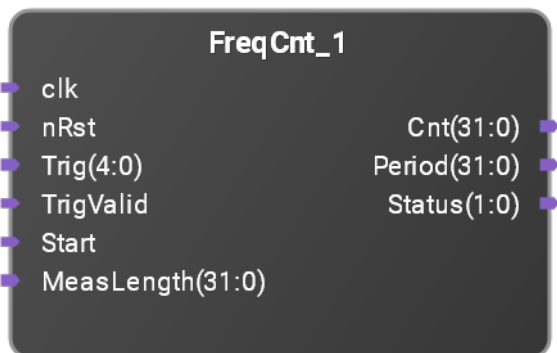 FreqCnt_1
clk
nRst
Cnt(31:0)
Trig(4:0)
Period(31:0)
TrigValid
Status(1:0)
Start
MeasLength(31:0)